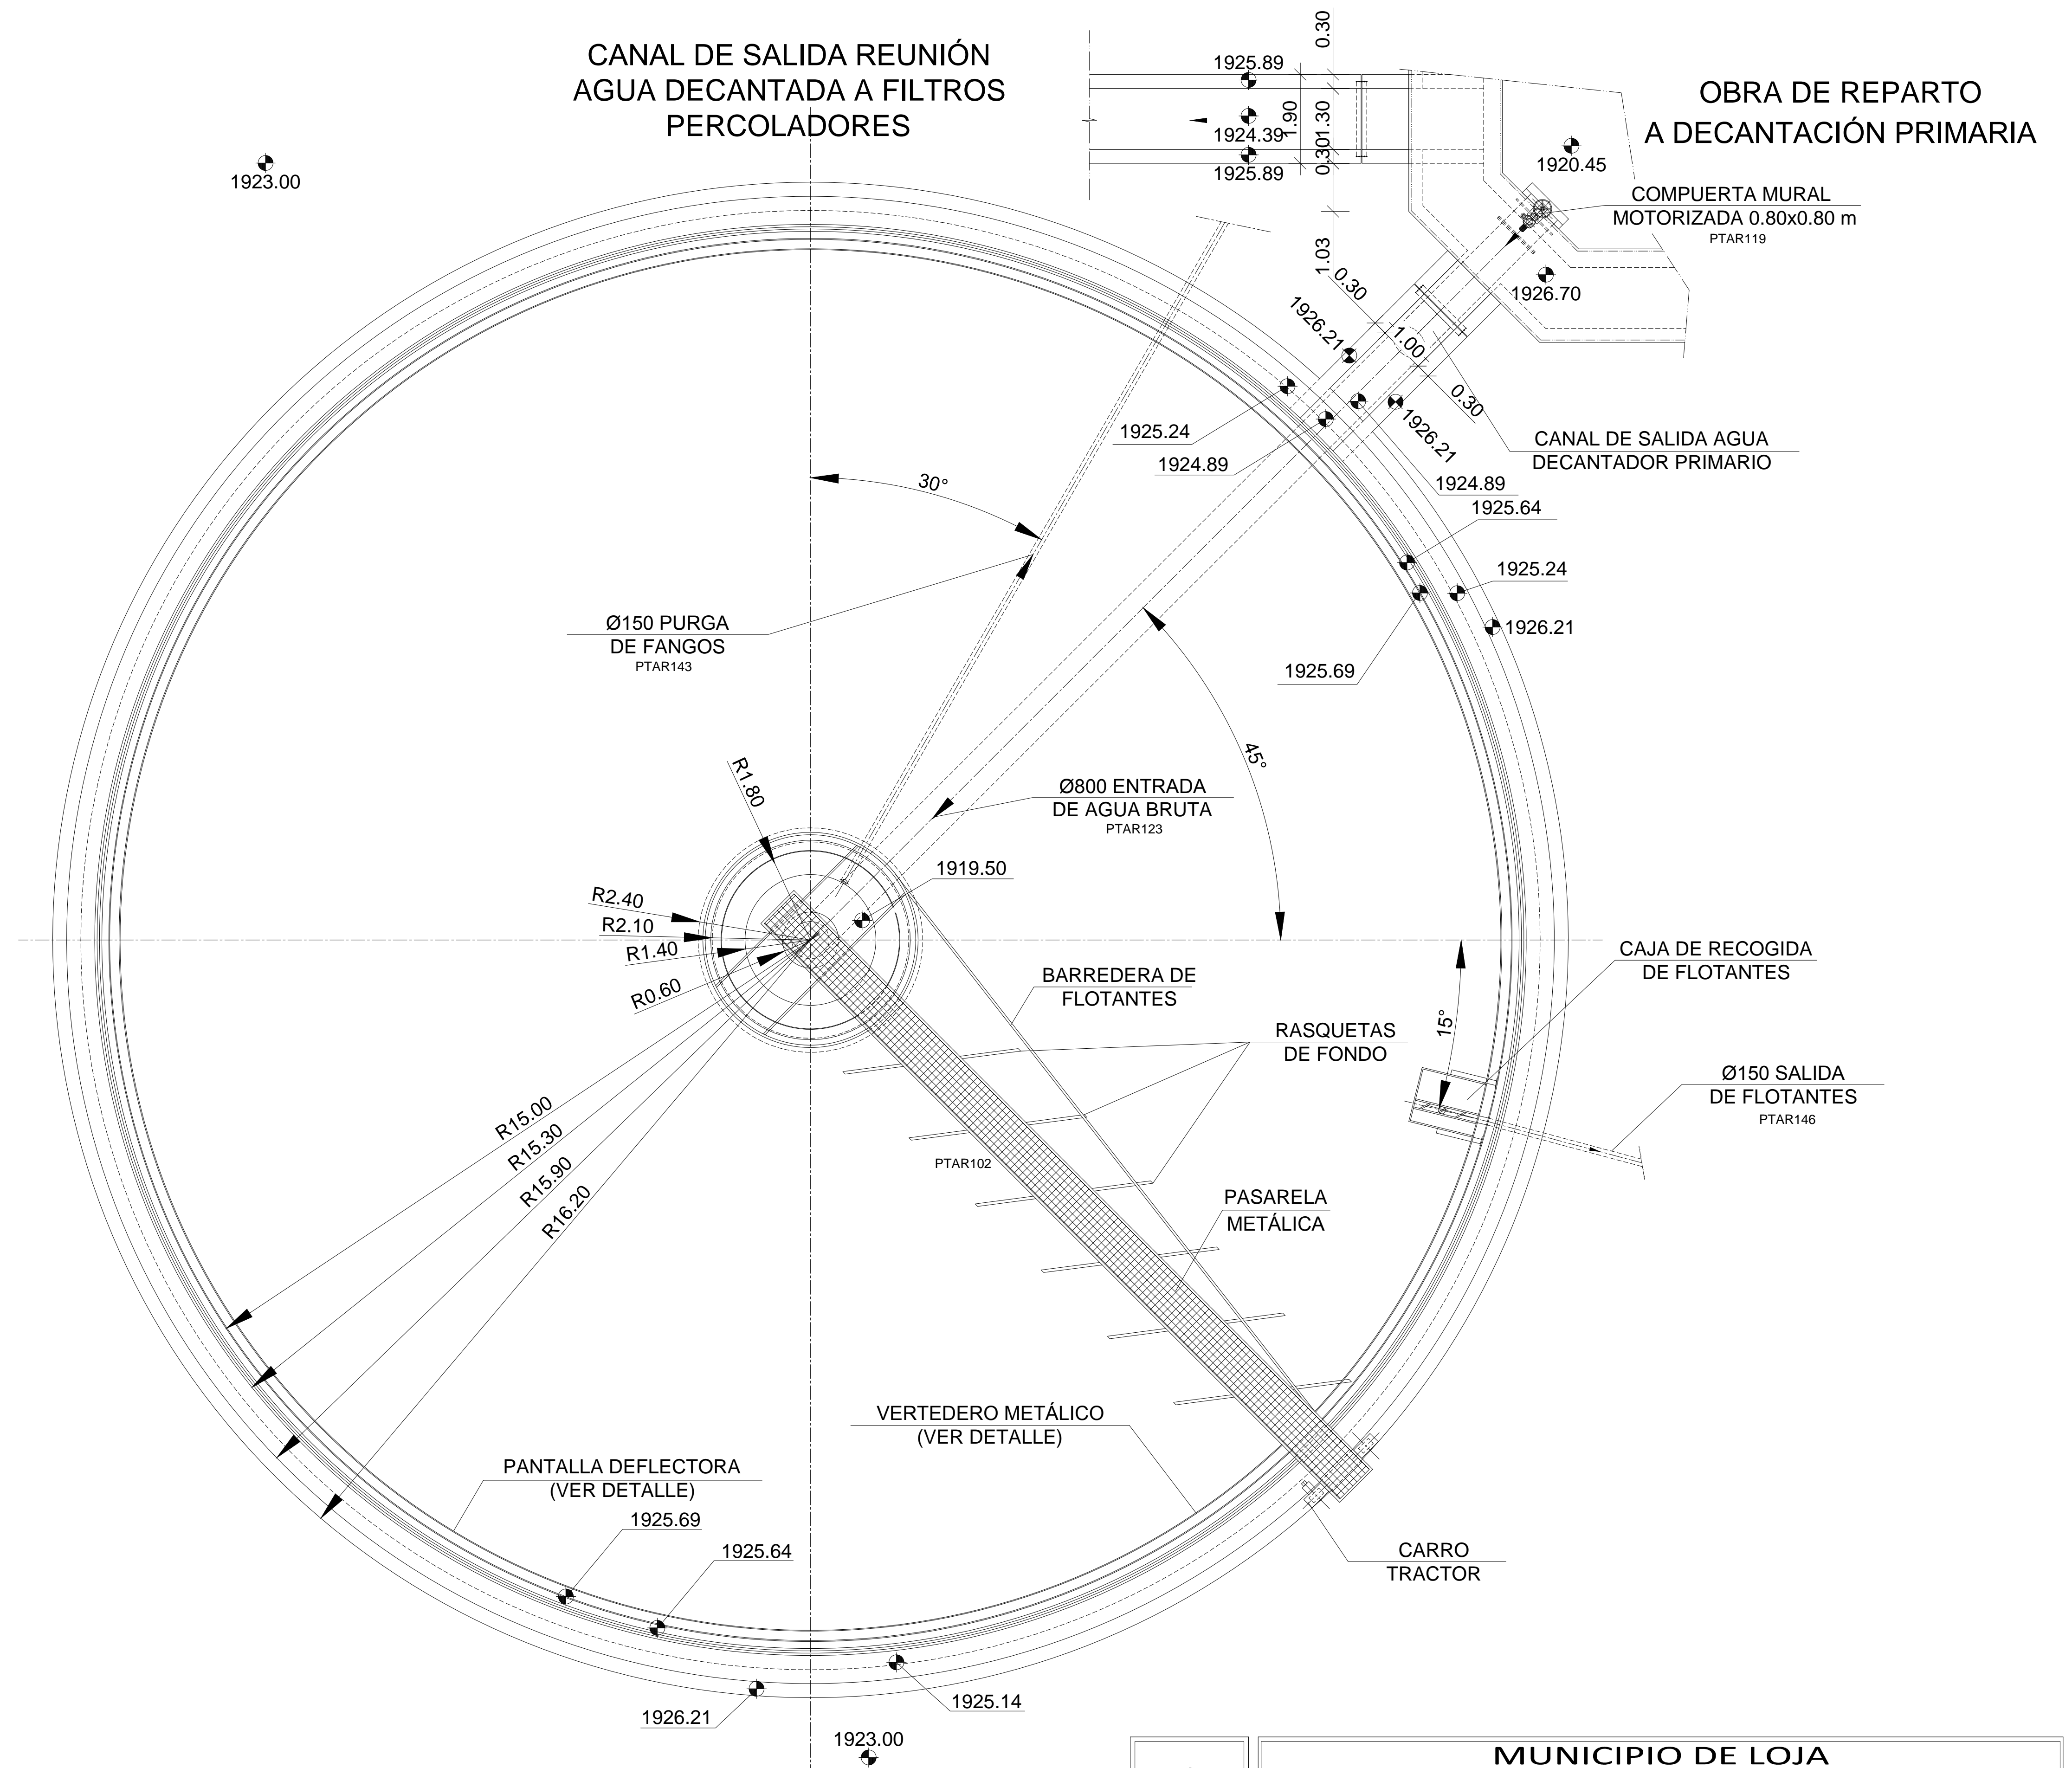 CANAL DE SALIDA REUNIÓN
AGUA DECANTADA A FILTROS
PERCOLADORES
OBRA DE REPARTO
A DECANTACIÓN PRIMARIA
1923.00
1925.89
1924.39
1925.89
0.30
1.90
1.30
0.30
1.03
0.30
1.00
0.30
1920.45
COMPUERTA MURAL
MOTORIZADA 0.80x0.80 m
PTAR119
1926.70
1926.21
1926.21
1925.24
1924.89
CANAL DE SALIDA AGUA
DECANTADOR PRIMARIO
1924.89
1925.64
1925.24
1926.21
1925.69
30°
45°
15°
Ø150 PURGA
DE FANGOS
PTAR143
R1.80
Ø800 ENTRADA
DE AGUA BRUTA
PTAR123
1919.50
R2.40
R2.10
R1.40
R0.60
BARREDERA DE
FLOTANTES
CAJA DE RECOGIDA
DE FLOTANTES
RASQUETAS
DE FONDO
Ø150 SALIDA
DE FLOTANTES
PTAR146
R15.00
R15.30
R15.90
R16.20
PTAR102
PASARELA
METÁLICA
VERTEDERO METÁLICO
(VER DETALLE)
PANTALLA DEFLECTORA
(VER DETALLE)
1925.69
1925.64
CARRO
TRACTOR
1925.14
1926.21
1923.00
MUNICIPIO DE LOJA